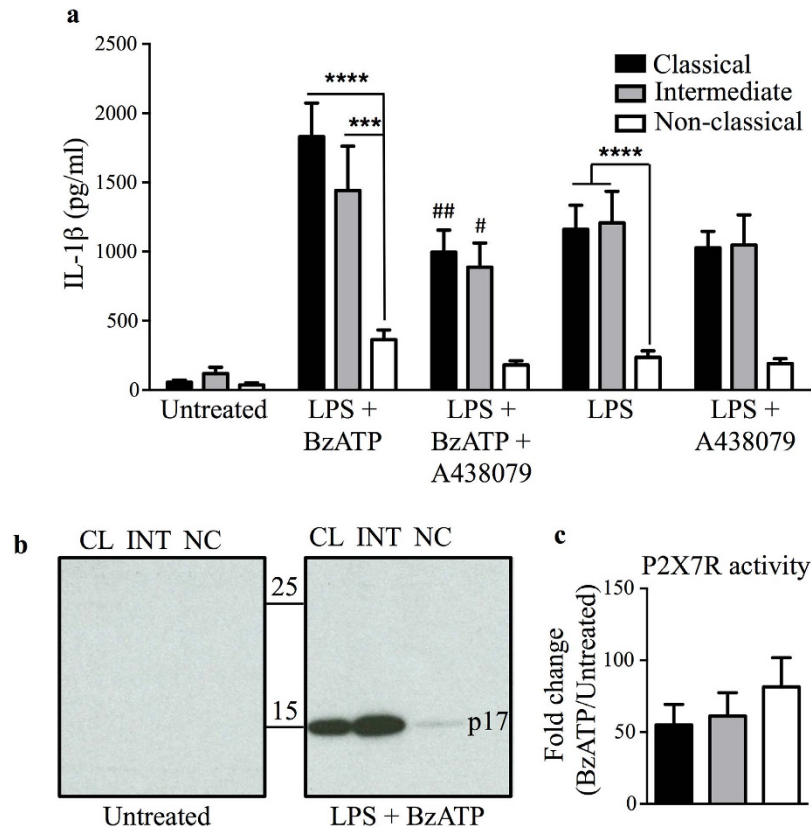 a
2500
2000
1500
1000
500
0
IL-1β (pg/ml)
****
***
##
#
****
Classical
Intermediate
Non-classical
Untreated
LPS +
BzATP
LPS +
BzATP +
A438079
LPS
LPS +
A438079
b
CL INT NC
CL INT NC
25
15
p17
Untreated
LPS + BzATP
c
P2X7R activity
150
100
50
0
Fold change
(BzATP/Untreated)